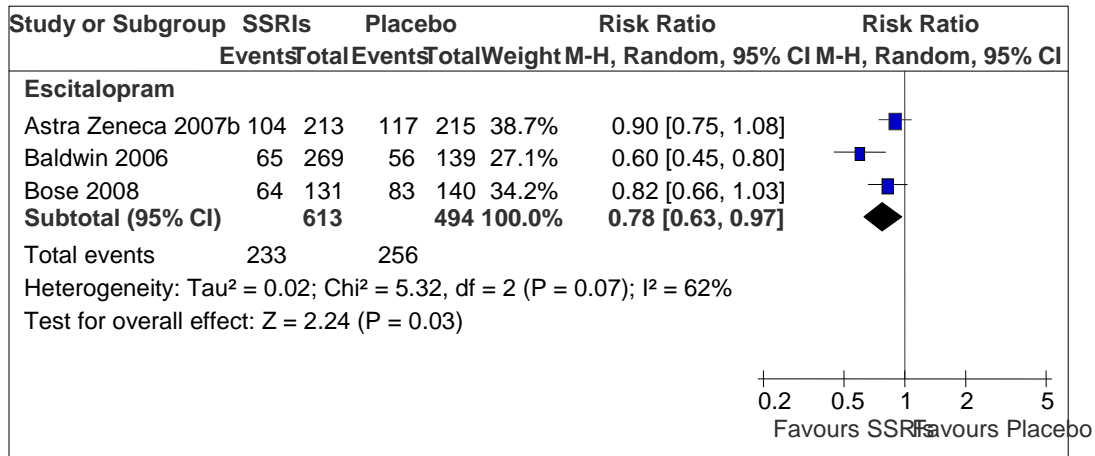 Study or Subgroup SSRIs Placebo Risk Ratio Risk Ratio
Events Total Events Total Weight M-H, Random, 95% CI M-H, Random, 95% CI
Escitalopram
Astra Zeneca 2007b 104 213 117 215 38.7% 0.90 [0.75, 1.08]
Baldwin 2006 65 269 56 139 27.1% 0.60 [0.45, 0.80]
Bose 2008 64 131 83 140 34.2% 0.82 [0.66, 1.03]
Subtotal (95% CI) 613 494 100.0% 0.78 [0.63, 0.97]
Total events 233 256
Heterogeneity: Tau² = 0.02; Chi² = 5.32, df = 2 (P = 0.07); I² = 62%
Test for overall effect: Z = 2.24 (P = 0.03)
0.2 0.5 1 2 5
Favours SSRIs Favours Placebo